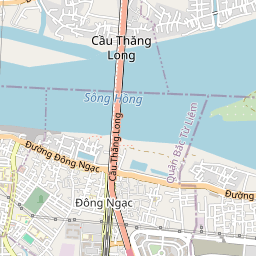 Cầu Thăng
Long
Sông Hồng
Cầu Thăng Long
Quận Bắc Từ Liêm
Đường Đông Ngạc
Đường
Đông Ngạc